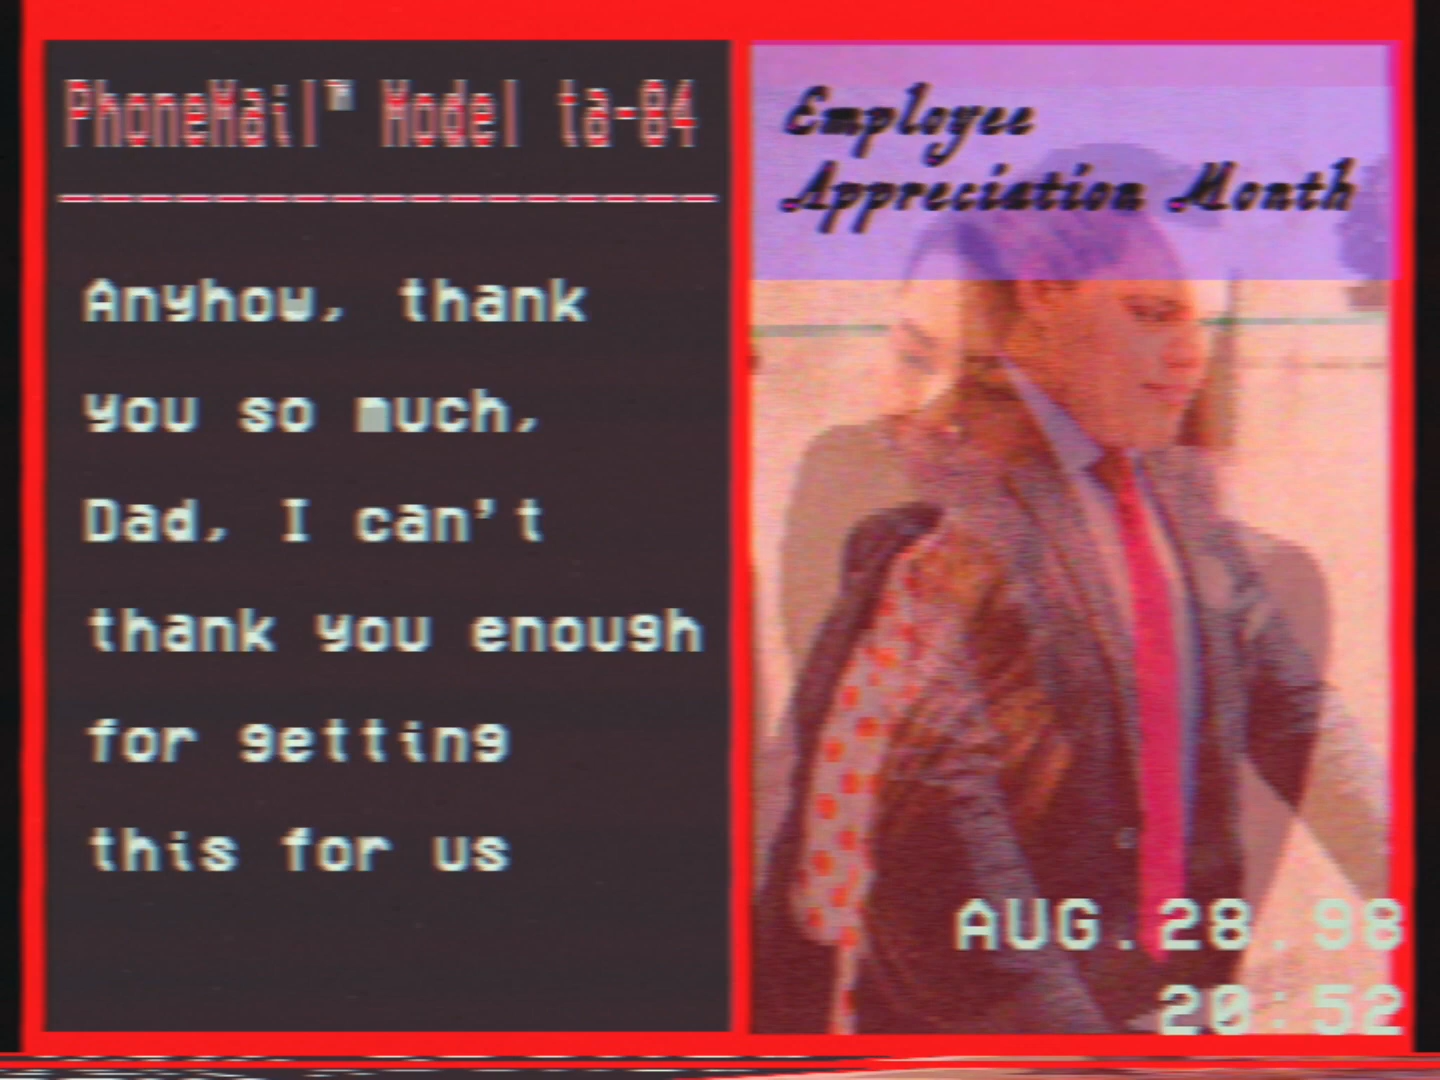 PhoneMail™ Model ta-84
Anyhow, thank
you so much,
Dad, I can't
thank you enough
for getting
this for us
Employee
Appreciation Month
AUG.28.98
20:52